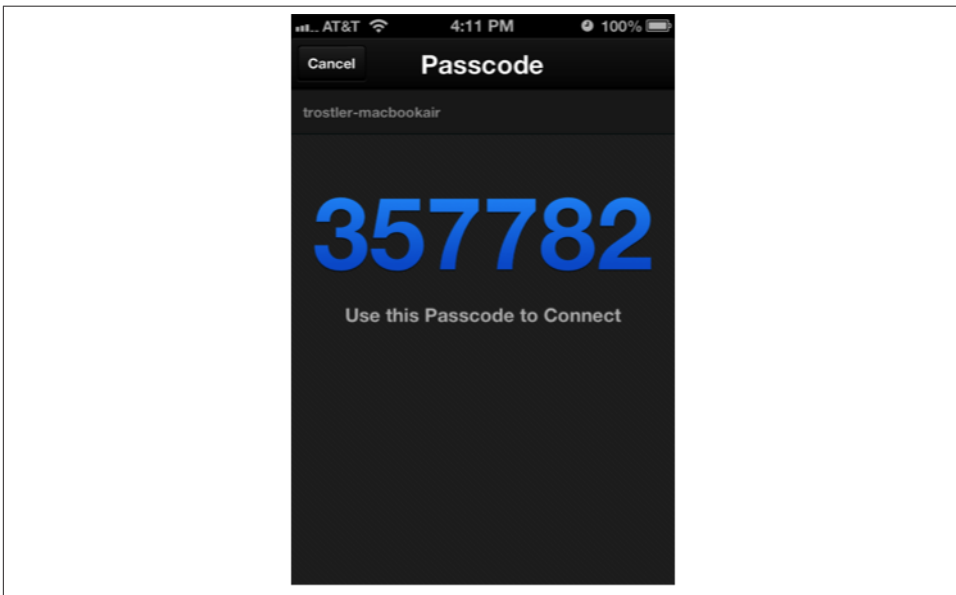 AT&T 4:11 PM 100%
Cancel Passcode
trostler-macbookair
357782
Use this Passcode to Connect